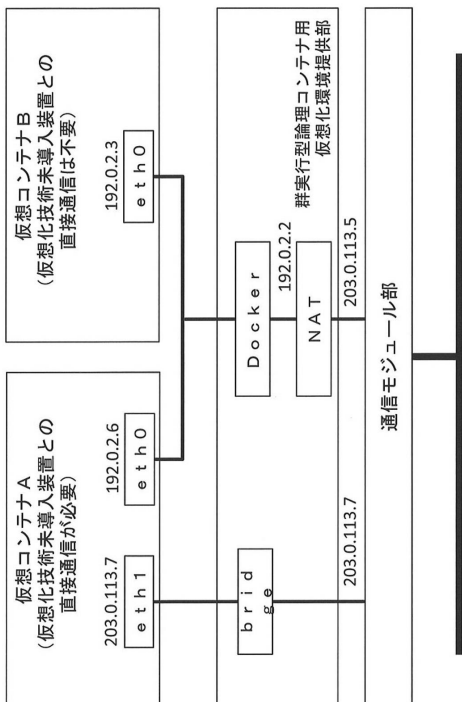 仮想コンテナA
(仮想化技術未導入装置との
直接通信が必要)
203.0.113.7
192.0.2.6
eth1
eth0
仮想コンテナB
(仮想化技術未導入装置との
直接通信は不要)
192.0.2.3
eth0
brid
ge
Docker
192.0.2.2
NAT
群実行型論理コンテナ用
仮想化環境提供部
203.0.113.7
203.0.113.5
通信モジュール部